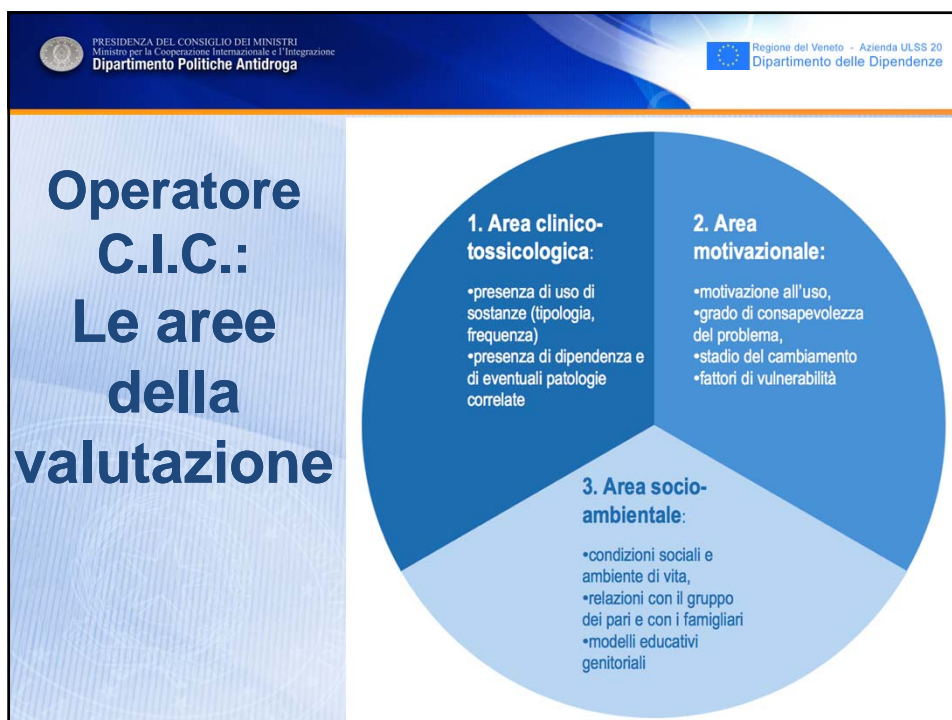 PRESIDENZA DEL CONSIGLIO DEI MINISTRI
Ministro per la Cooperazione Internazionale e l'Integrazione
Dipartimento Politiche Antidroga
Regione del Veneto - Azienda ULSS 20
Dipartimento delle Dipendenze
Operatore
C.I.C.:
Le aree
della
valutazione
1. Area clinico-
tossicologica:
•presenza di uso di
sostanze (tipologia,
frequenza)
•presenza di dipendenza e
di eventuali patologie
correlate
2. Area
motivazionale:
•motivazione all'uso,
•grado di consapevolezza
del problema,
•stadio del cambiamento
•fattori di vulnerabilità
3. Area socio-
ambientale:
•condizioni sociali e
ambiente di vita,
•relazioni con il gruppo
dei pari e con i famigliari
•modelli educativi
genitoriali